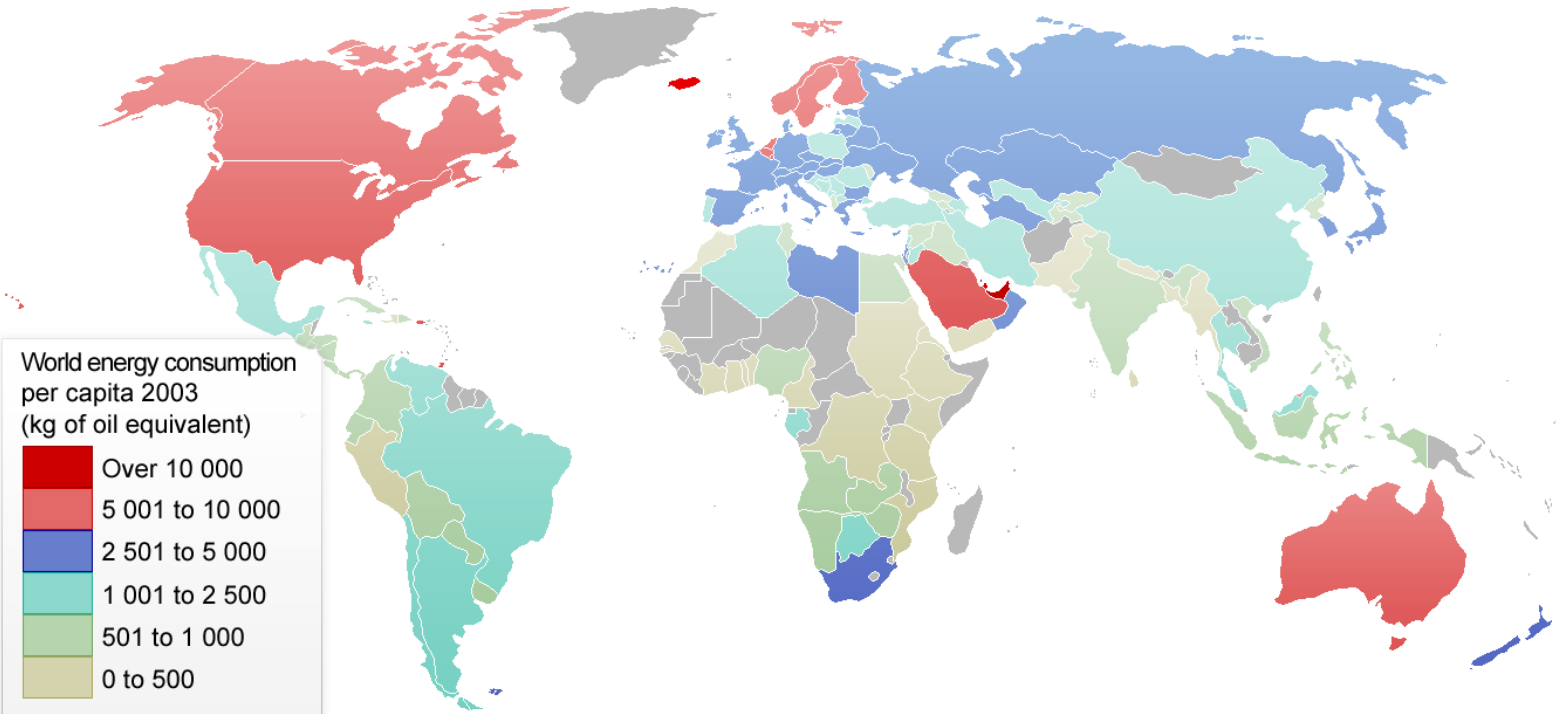 World energy consumption
per capita 2003
(kg of oil equivalent)
Over 10 000
5 001 to 10 000
2 501 to 5 000
1 001 to 2 500
501 to 1 000
0 to 500